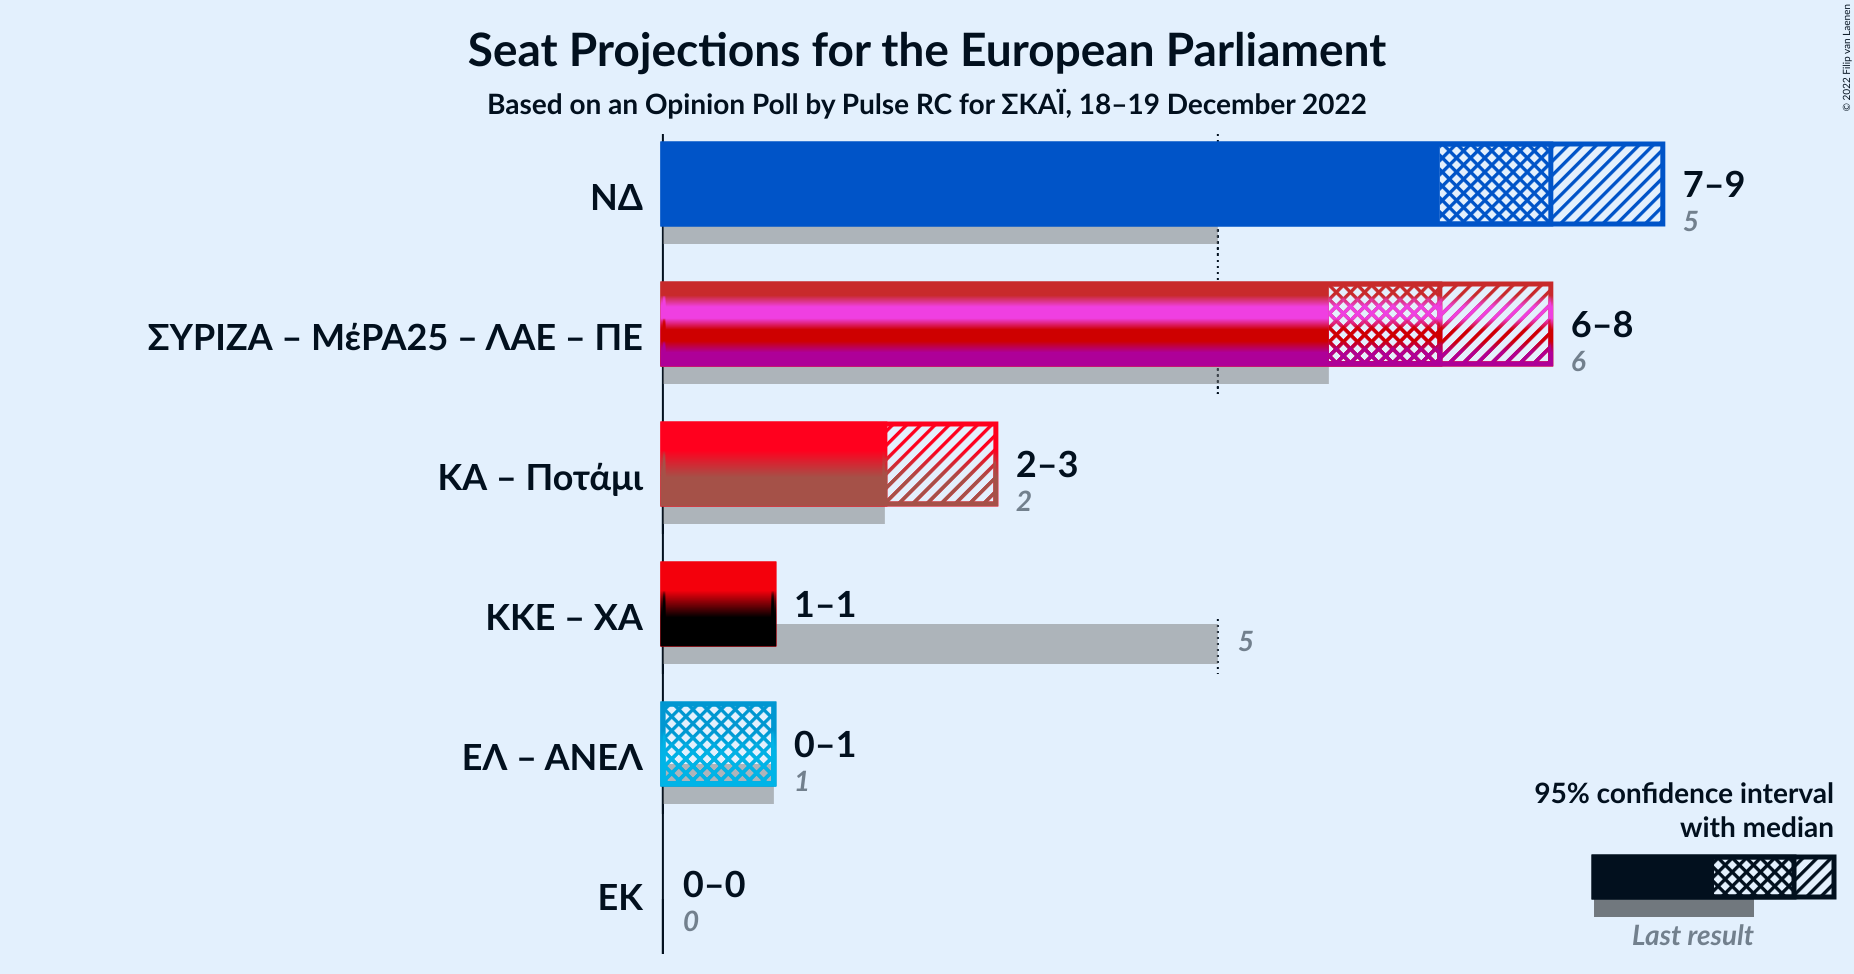 Seat Projections for the European Parliament
Based on an Opinion Poll by Pulse RC for ΣΚΑΪ, 18–19 December 2022
© 2022 Filip van Laenen
ΝΔ
7–9
5
ΣΥΡΙΖΑ – ΜέΡΑ25 – ΛΑΕ – ΠΕ
6–8
6
ΚΑ – Ποτάμι
2–3
2
ΚΚΕ – ΧΑ
1–1
5
ΕΛ – ΑΝΕΛ
0–1
1
ΕΚ
0–0
0
95% confidence interval
with median
Last result